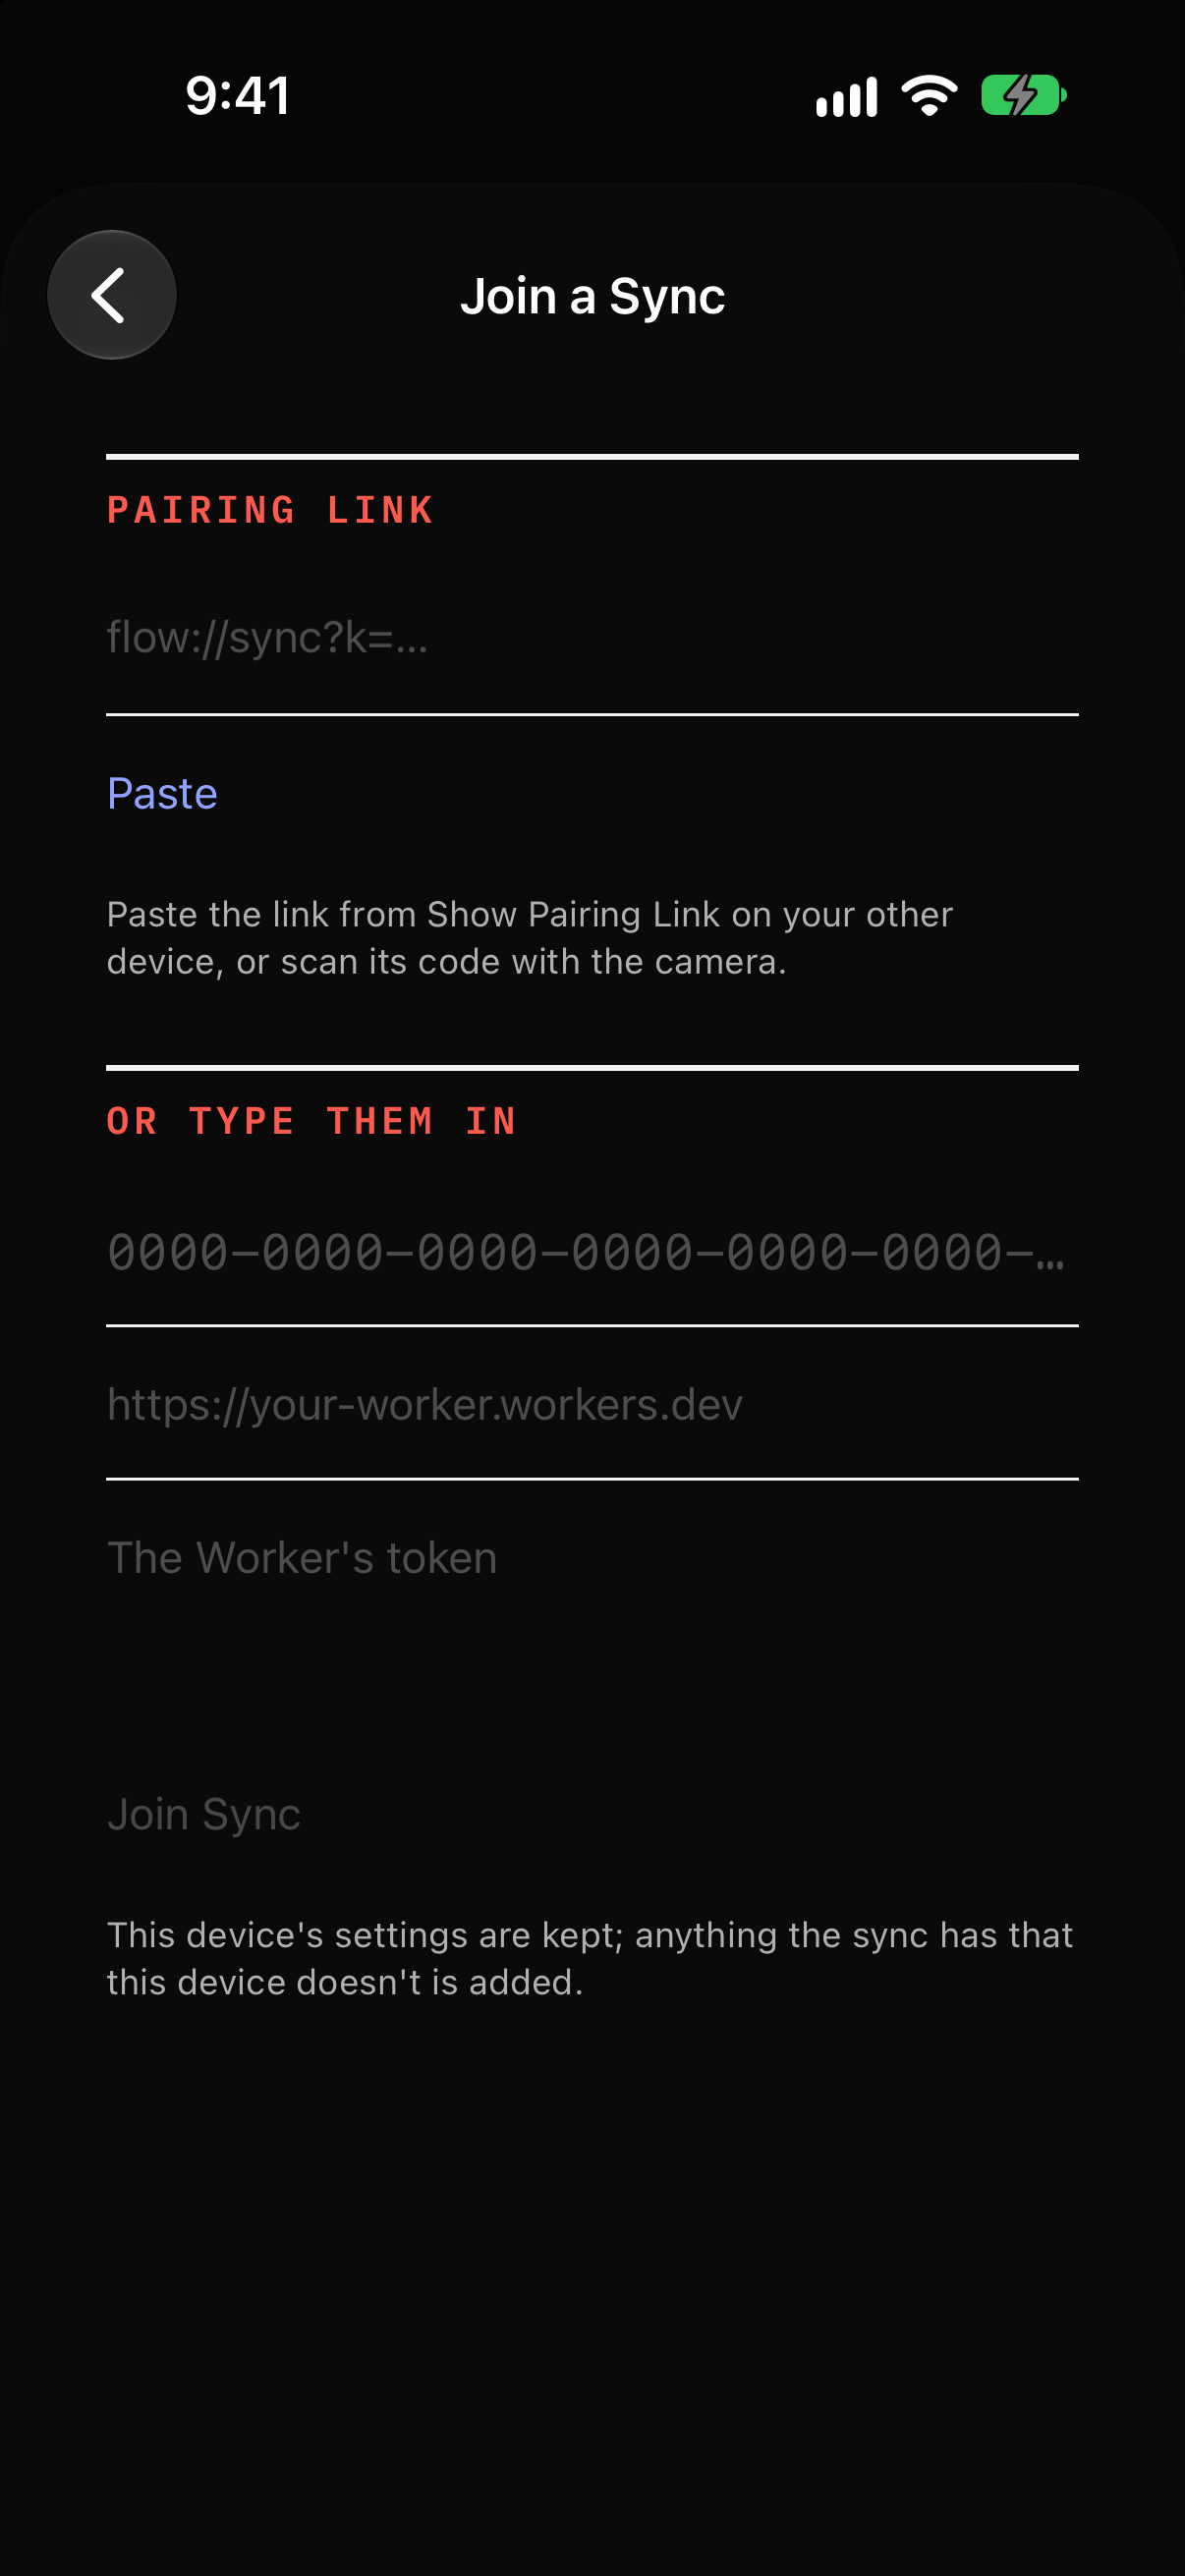 9:41
Join a Sync
PAIRING LINK
flow://sync?k=...
Paste
Paste the link from Show Pairing Link on your other
device, or scan its code with the camera.
OR TYPE THEM IN
0000-0000-0000-0000-0000-0000-…
https://your-worker.workers.dev
The Worker's token
Join Sync
This device's settings are kept; anything the sync has that
this device doesn't is added.